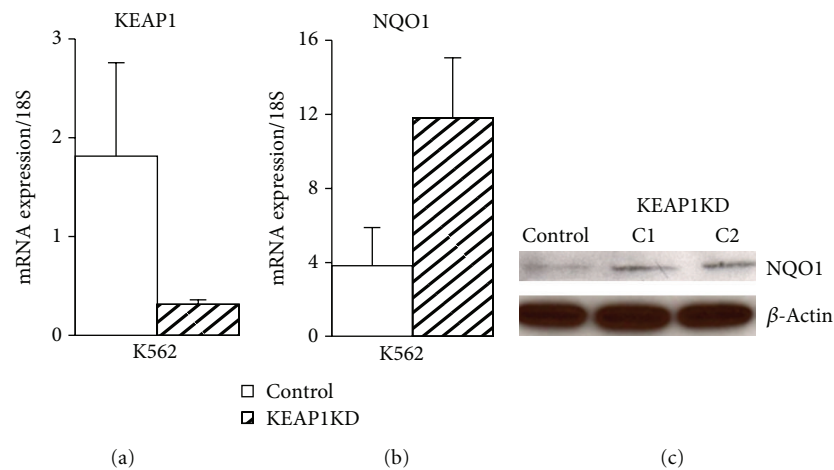 KEAP1
mRNA expression/18S
3
2
1
0
K562
(a)
NQO1
mRNA expression/18S
16
12
8
4
0
K562
(b)
Control
KEAP1KD
KEAP1KD
Control C1 C2
NQO1
β-Actin
(c)